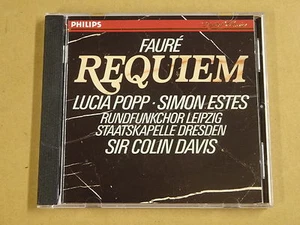 PHILIPS
FAURÉ
REQUIEM
LUCIA POPP · SIMON ESTES
RUNDFUNKCHOR LEIPZIG
STAATSKAPELLE DRESDEN
SIR COLIN DAVIS